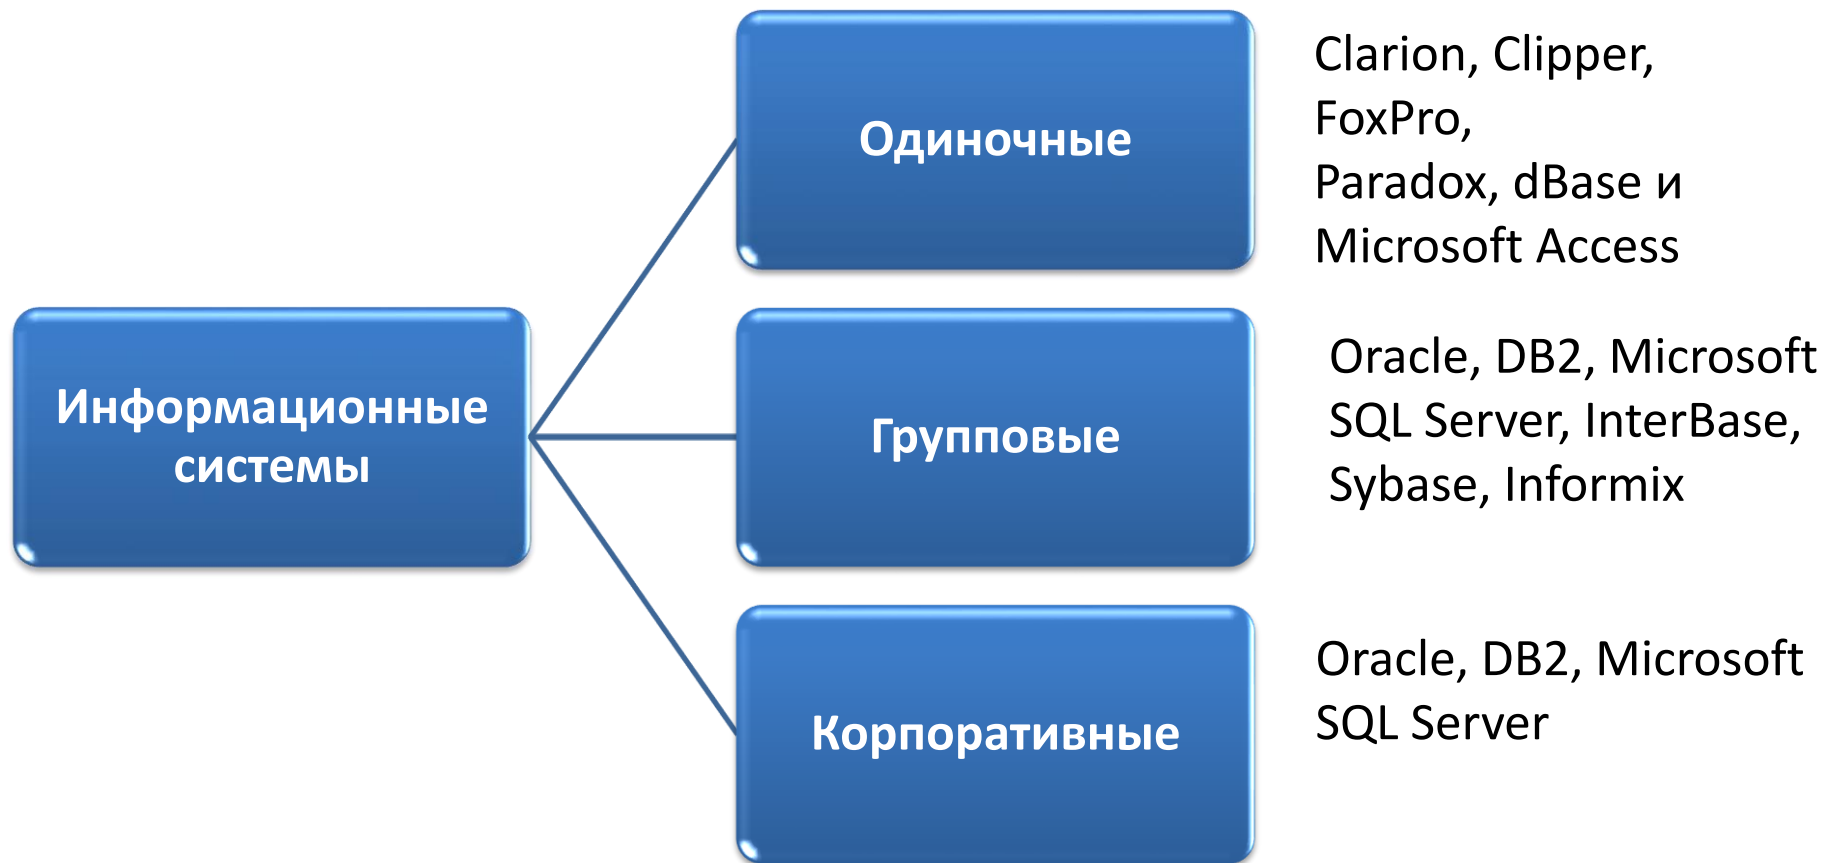 Информационные
системы
Одиночные
Clarion, Clipper,
FoxPro,
Paradox, dBase и
Microsoft Access
Групповые
Oracle, DB2, Microsoft
SQL Server, InterBase,
Sybase, Informix
Корпоративные
Oracle, DB2, Microsoft
SQL Server